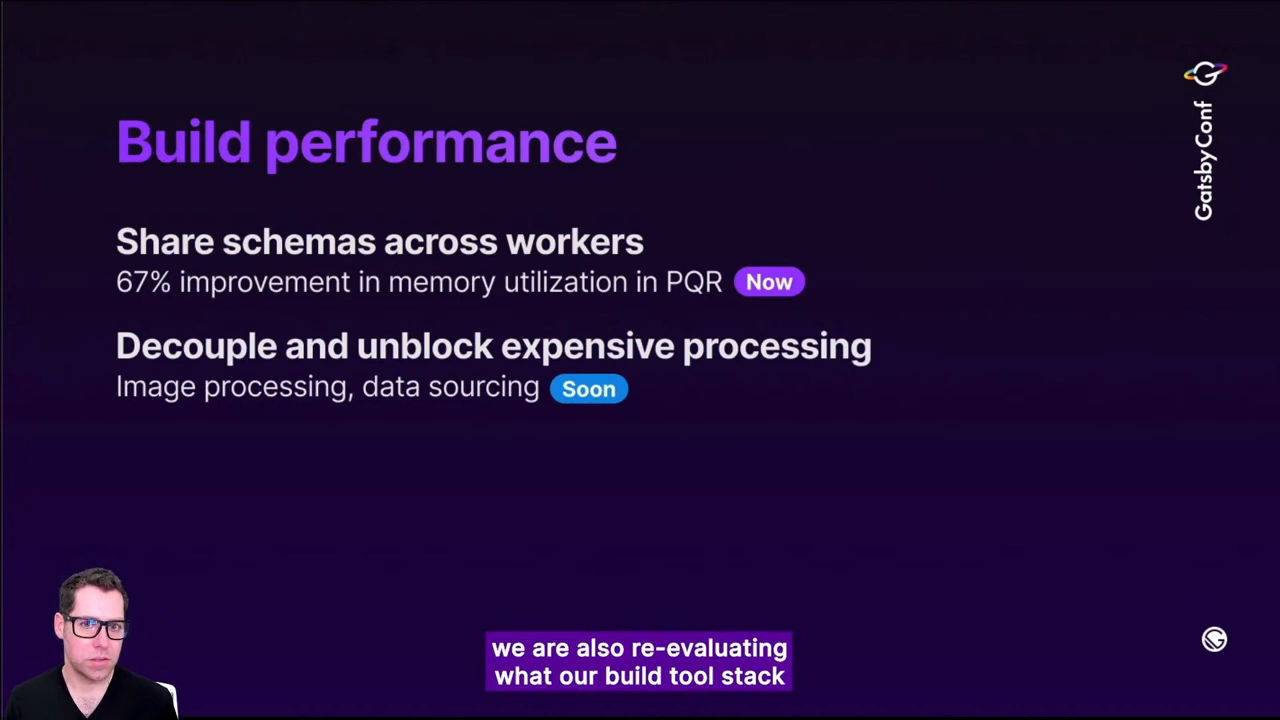 GatsbyConf
Build performance
Share schemas across workers
67% improvement in memory utilization in PQR Now
Decouple and unblock expensive processing
Image processing, data sourcing Soon
we are also re-evaluating
what our build tool stack